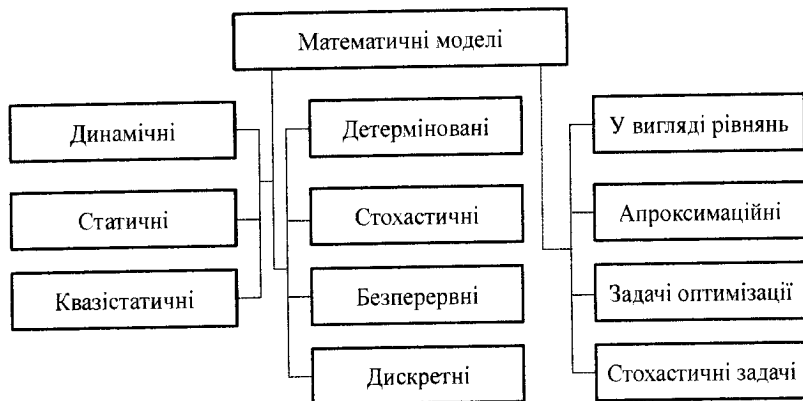 Математичні моделі
Динамічні
Статичні
Квазістатичні
Детерміновані
Стохастичні
Безперервні
Дискретні
У вигляді рівнянь
Апроксимаційні
Задачі оптимізації
Стохастичні задачі